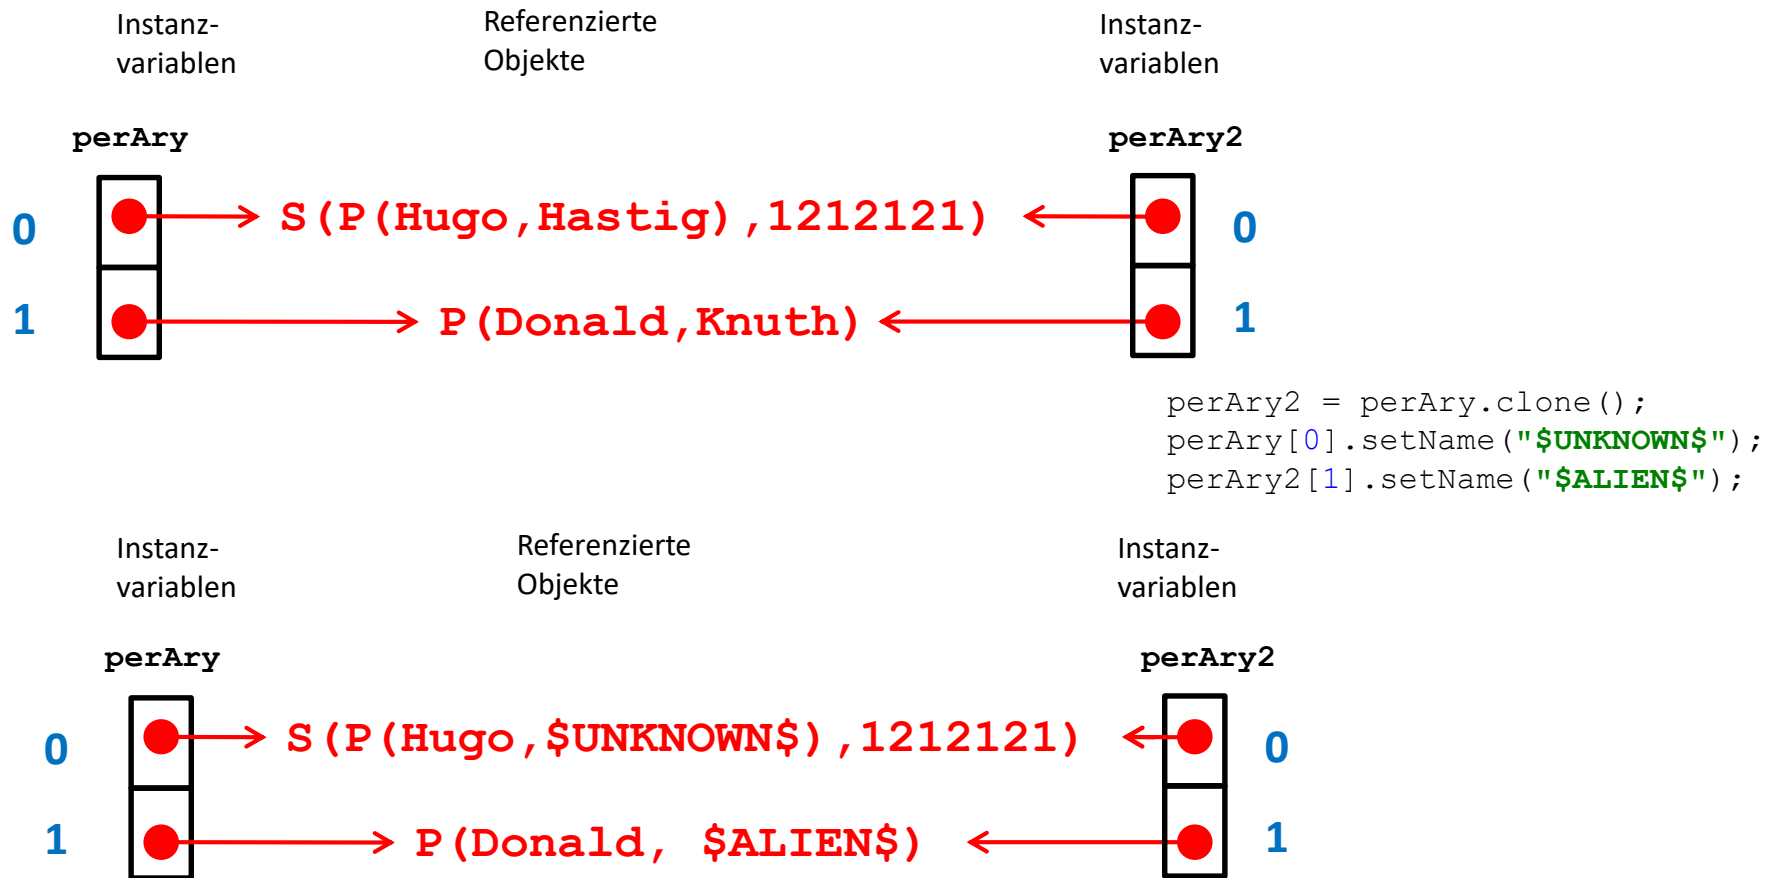 Instanz-
variablen
Referenzierte
Objekte
Instanz-
variablen
perAry
perAry2
0
S(P(Hugo,Hastig),1212121)
0
1
P(Donald,Knuth)
1
perAry2 = perAry.clone();
perAry[0].setName("$UNKNOWN$");
perAry2[1].setName("$ALIEN$");
Instanz-
variablen
Referenzierte
Objekte
Instanz-
variablen
perAry
perAry2
0
S(P(Hugo,$UNKNOWN$),1212121)
0
1
P(Donald, $ALIEN$)
1